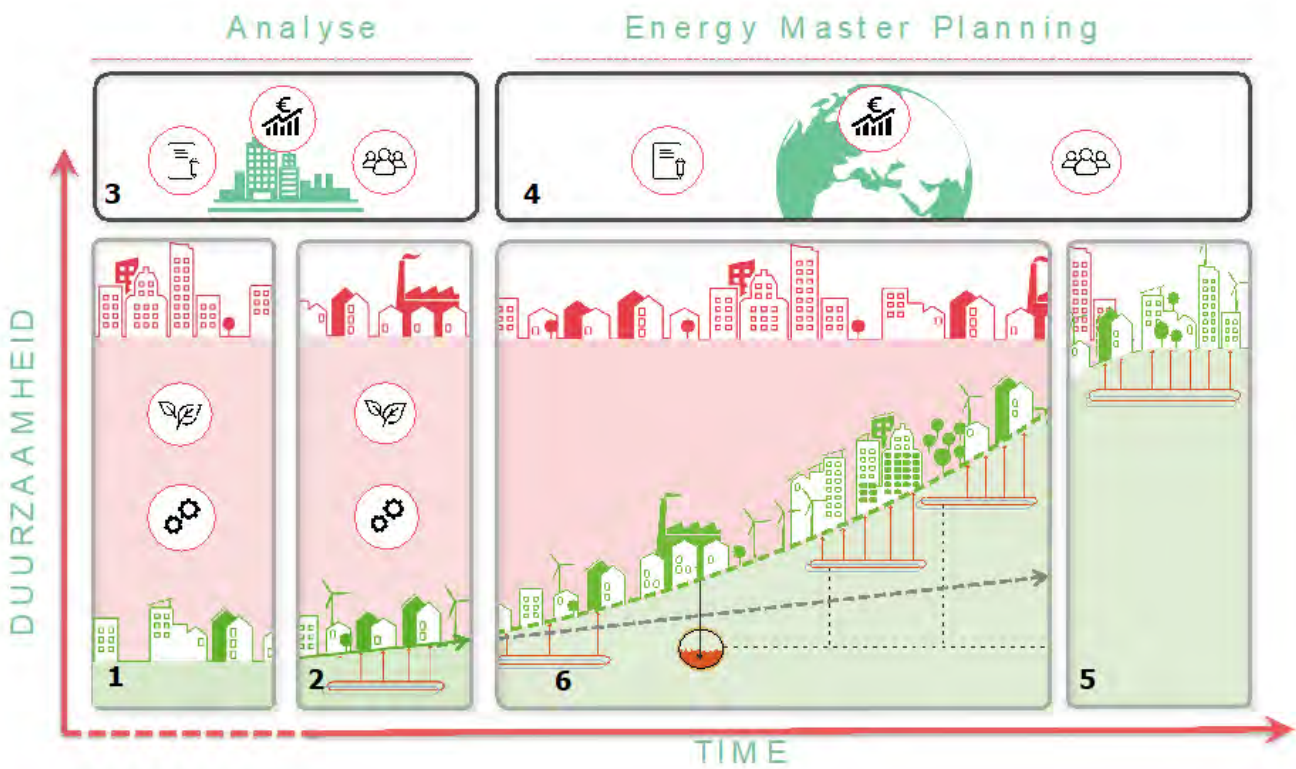 Analyse
Energy Master Planning
€
€
3
4
DUURZAAMHEID
1
2
6
5
TIME